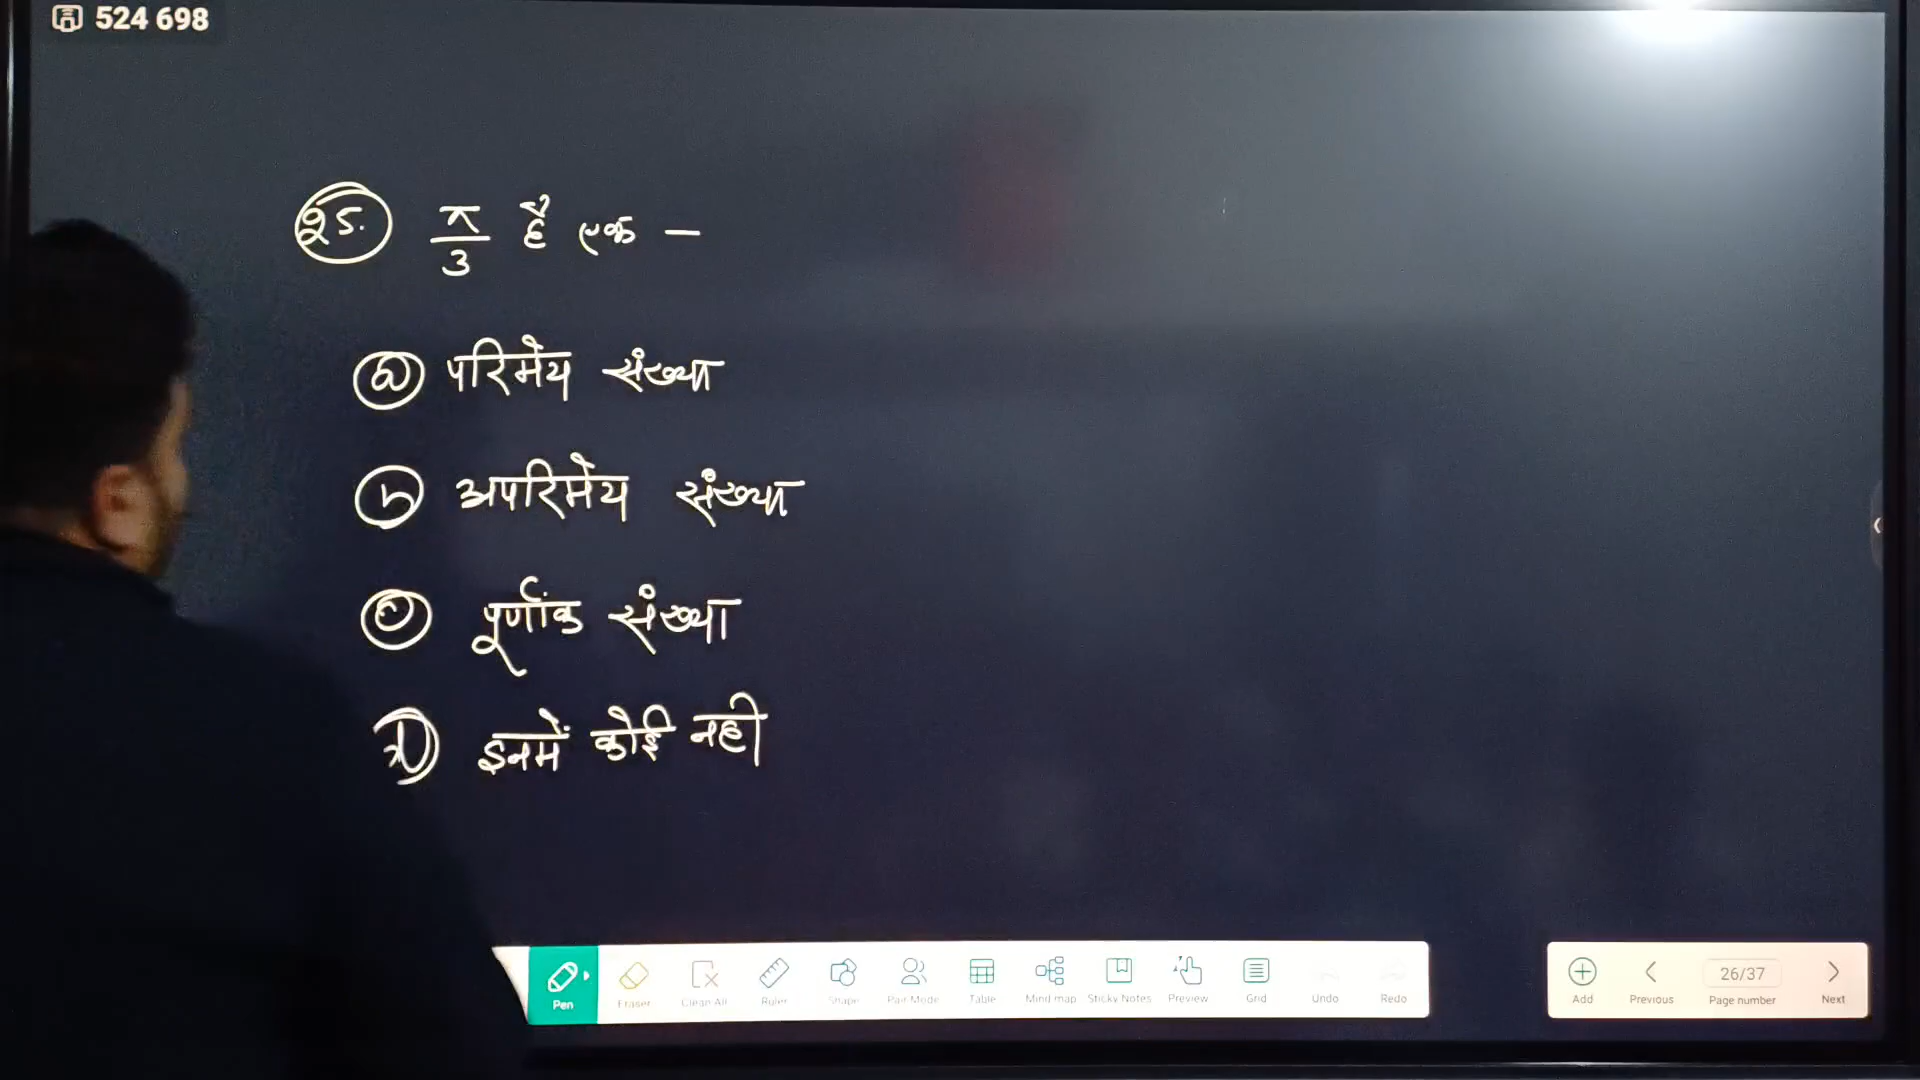 524 698
25. π/3 है एक —
(a) परिमेय संख्या
(b) अपरिमेय संख्या
(c) पूर्णांक संख्या
(d) इनमें कोई नही
Pen Eraser Clean All Ruler Shape Pair Mode Table Mind map Sticky Notes Preview Grid Undo Redo
26/37
Add Previous Page number Next